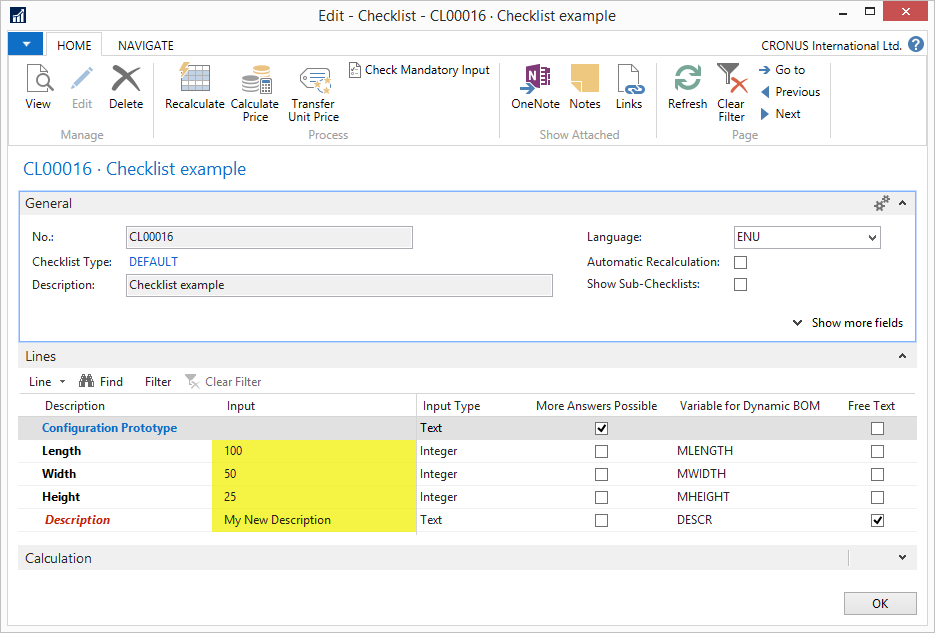 Edit - Checklist - CL00016 · Checklist example
HOME NAVIGATE CRONUS International Ltd. ?
View Edit Delete Recalculate Calculate Price Transfer Unit Price Check Mandatory Input OneNote Notes Links Refresh Clear Filter Go to Previous Next
Manage Process Show Attached Page
CL00016 · Checklist example
General
No.: CL00016 Language: ENU
Checklist Type: DEFAULT Automatic Recalculation:
Description: Checklist example Show Sub-Checklists:
Show more fields
Lines
Line Find Filter Clear Filter
Description Input Input Type More Answers Possible Variable for Dynamic BOM Free Text
Configuration Prototype Text
Length 100 Integer MLENGTH
Width 50 Integer MWIDTH
Height 25 Integer MHEIGHT
Description My New Description Text DESCR
Calculation
OK